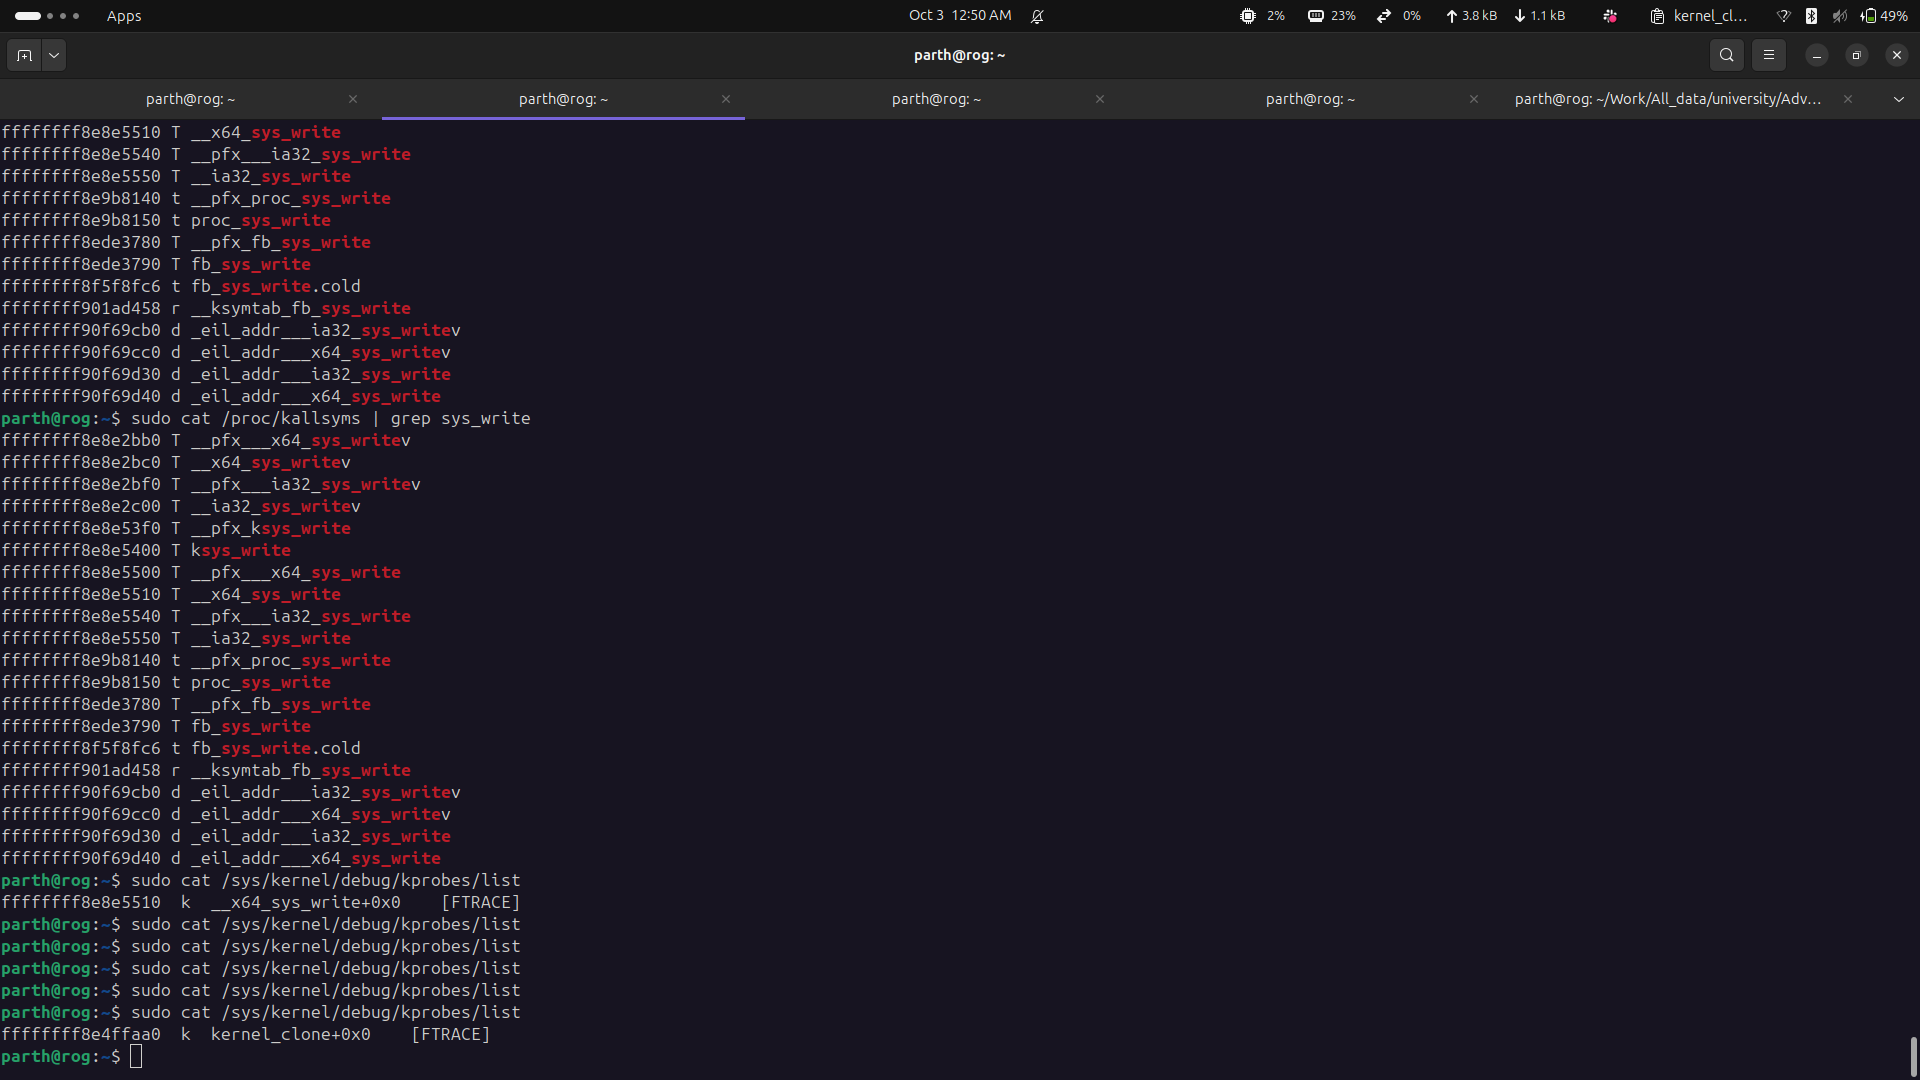 Apps
Oct 3 12:50 AM
2% 23% 0% 3.8 kB 1.1 kB kernel_cl... 49%
parth@rog: ~
parth@rog: ~ parth@rog: ~ parth@rog: ~ parth@rog: ~ parth@rog: ~/Work/All_data/university/Adv...
ffffffff8e8e5510 T __x64_sys_write
ffffffff8e8e5540 T __pfx___ia32_sys_write
ffffffff8e8e5550 T __ia32_sys_write
ffffffff8e9b8140 t __pfx_proc_sys_write
ffffffff8e9b8150 t proc_sys_write
ffffffff8ede3780 T __pfx_fb_sys_write
ffffffff8ede3790 T fb_sys_write
ffffffff8f5f8fc6 t fb_sys_write.cold
ffffffff901ad458 r __ksymtab_fb_sys_write
ffffffff90f69cb0 d _eil_addr___ia32_sys_writev
ffffffff90f69cc0 d _eil_addr___x64_sys_writev
ffffffff90f69d30 d _eil_addr___ia32_sys_write
ffffffff90f69d40 d _eil_addr___x64_sys_write
parth@rog:~$ sudo cat /proc/kallsyms | grep sys_write
ffffffff8e8e2bb0 T __pfx___x64_sys_writev
ffffffff8e8e2bc0 T __x64_sys_writev
ffffffff8e8e2bf0 T __pfx___ia32_sys_writev
ffffffff8e8e2c00 T __ia32_sys_writev
ffffffff8e8e53f0 T __pfx_ksys_write
ffffffff8e8e5400 T ksys_write
ffffffff8e8e5500 T __pfx___x64_sys_write
ffffffff8e8e5510 T __x64_sys_write
ffffffff8e8e5540 T __pfx___ia32_sys_write
ffffffff8e8e5550 T __ia32_sys_write
ffffffff8e9b8140 t __pfx_proc_sys_write
ffffffff8e9b8150 t proc_sys_write
ffffffff8ede3780 T __pfx_fb_sys_write
ffffffff8ede3790 T fb_sys_write
ffffffff8f5f8fc6 t fb_sys_write.cold
ffffffff901ad458 r __ksymtab_fb_sys_write
ffffffff90f69cb0 d _eil_addr___ia32_sys_writev
ffffffff90f69cc0 d _eil_addr___x64_sys_writev
ffffffff90f69d30 d _eil_addr___ia32_sys_write
ffffffff90f69d40 d _eil_addr___x64_sys_write
parth@rog:~$ sudo cat /sys/kernel/debug/kprobes/list
ffffffff8e8e5510  k  __x64_sys_write+0x0    [FTRACE]
parth@rog:~$ sudo cat /sys/kernel/debug/kprobes/list
parth@rog:~$ sudo cat /sys/kernel/debug/kprobes/list
parth@rog:~$ sudo cat /sys/kernel/debug/kprobes/list
parth@rog:~$ sudo cat /sys/kernel/debug/kprobes/list
parth@rog:~$ sudo cat /sys/kernel/debug/kprobes/list
ffffffff8e4ffaa0  k  kernel_clone+0x0    [FTRACE]
parth@rog:~$